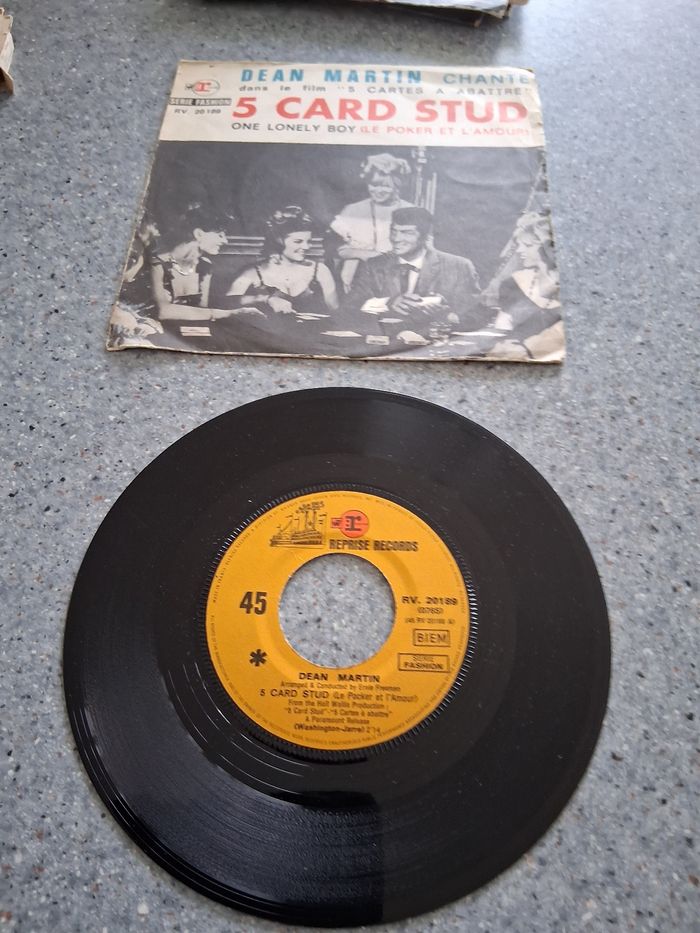 DEAN MARTIN CHANTE
dans le film "5 CARTES A ABATTRE"
SERIE FASHION
RV. 20189
5 CARD STUD
ONE LONELY BOY (LE POKER ET L'AMOUR)
r
REPRISE RECORDS
45
RV. 20189
BIEM
SERIE
FASHION
*
DEAN MARTIN
Arranged & Conducted by Ernie Freeman
5 CARD STUD (Le Pocker et l'Amour)
From the Hall Wallis Production :
"5 Card Stud"-"5 Cartes à abattre"
A Paramount Release
(Washington-Jarre) 2'14